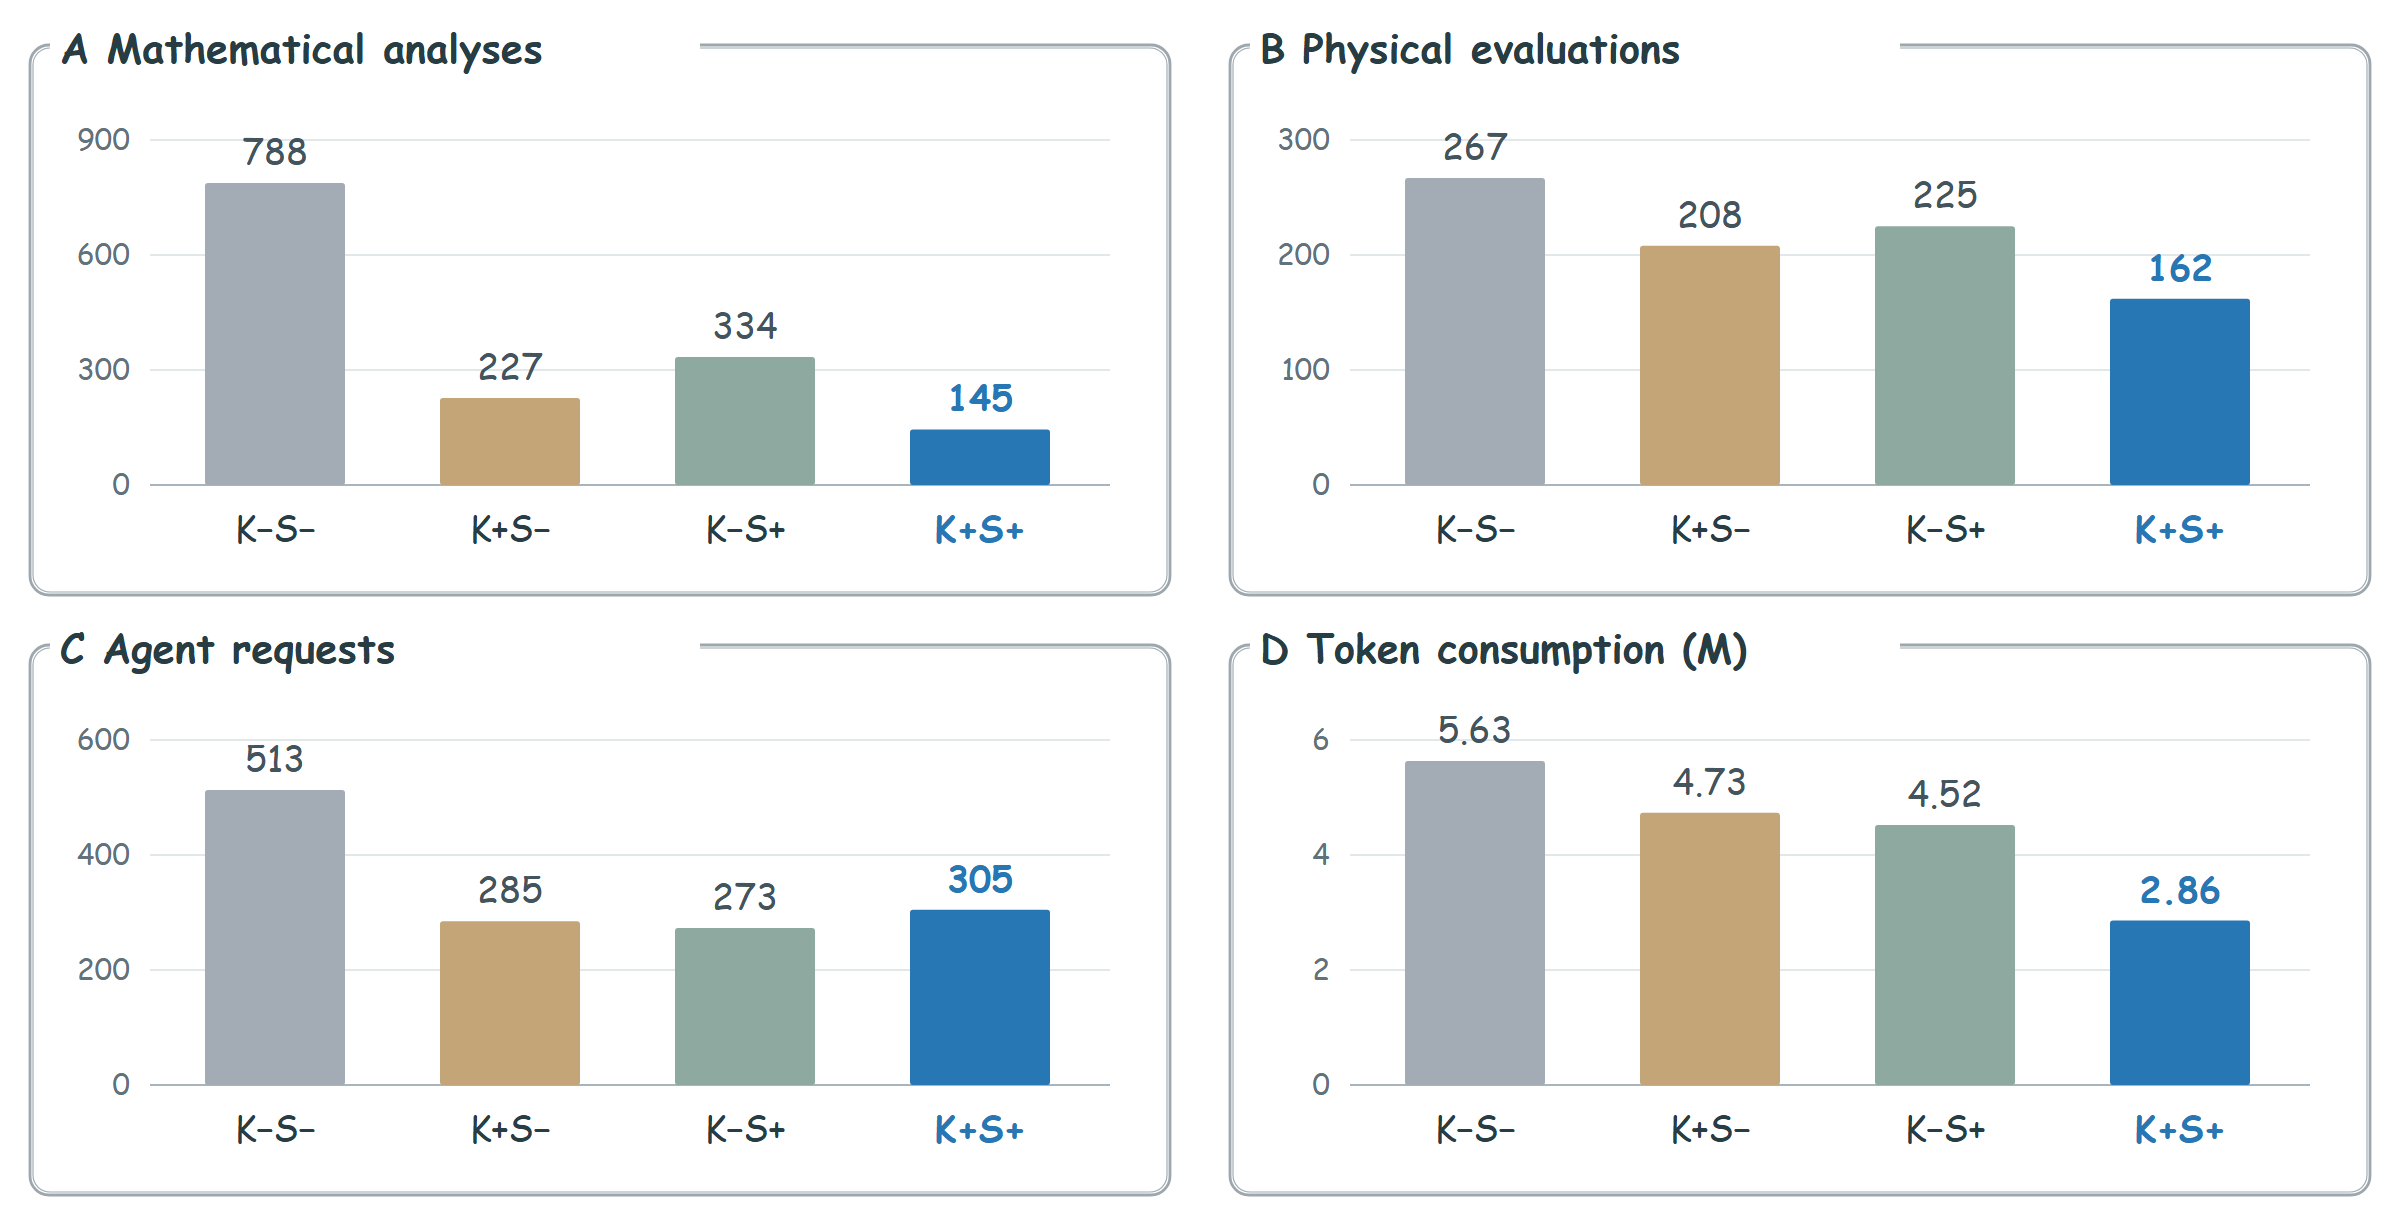 A Mathematical analyses
900
600
300
0
788
227
334
145
K−S−
K+S−
K−S+
K+S+
B Physical evaluations
300
200
100
0
267
208
225
162
K−S−
K+S−
K−S+
K+S+
C Agent requests
600
400
200
0
513
285
273
305
K−S−
K+S−
K−S+
K+S+
D Token consumption (M)
6
4
2
0
5.63
4.73
4.52
2.86
K−S−
K+S−
K−S+
K+S+